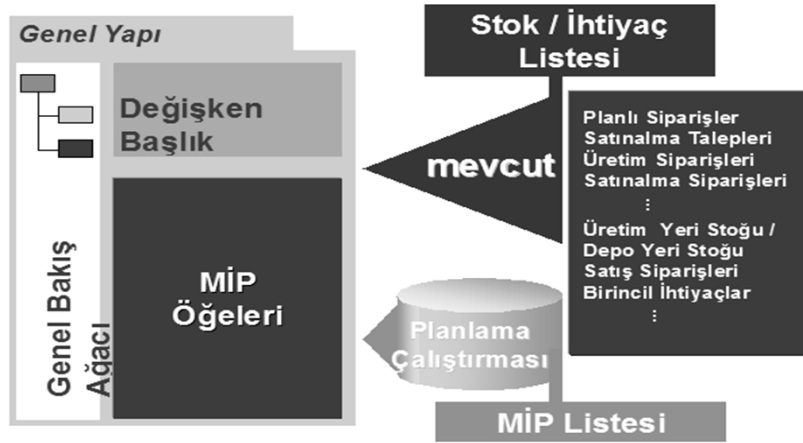 Genel Yapı
Değişken
Başlık
Genel Bakış
Ağacı
MİP
Öğeleri
Stok / İhtiyaç
Listesi
mevcut
Planlı Siparişler
Satınalma Talepleri
Üretim Siparişleri
Satınalma Siparişleri
⋮
Üretim Yeri Stoğu /
Depo Yeri Stoğu
Satış Siparişleri
Birincil İhtiyaçlar
⋮
Planlama
Çalıştırması
MİP Listesi